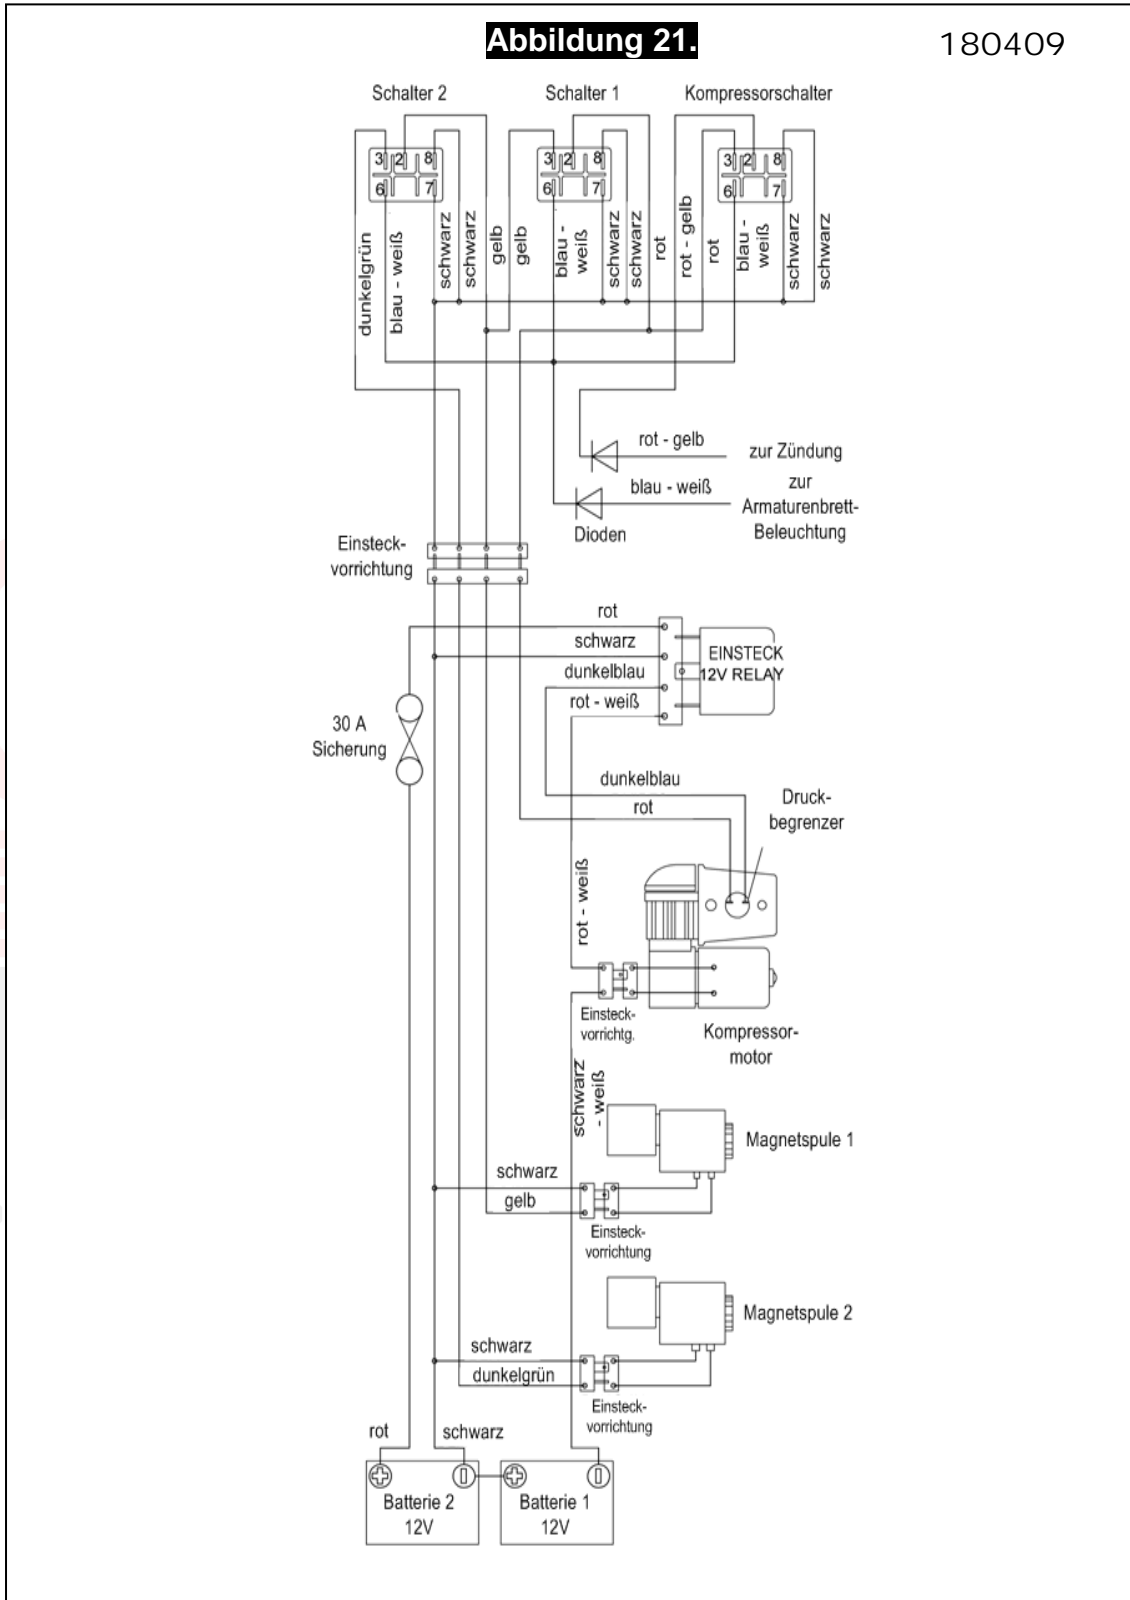 Abbildung 21.
180409
Schalter 2
Schalter 1
Kompressorschalter
3 2 8
6 7
3 2 8
6 7
3 2 8
6 7
dunkelgrün
blau - weiß
schwarz
schwarz
gelb
gelb
blau -
weiß
schwarz
schwarz
rot
rot - gelb
rot
blau -
weiß
schwarz
schwarz
rot - gelb
zur Zündung
blau - weiß
zur
Armaturenbrett-
Beleuchtung
Dioden
Einsteck-
vorrichtung
rot
schwarz
dunkelblau
rot - weiß
EINSTECK
12V RELAY
30 A
Sicherung
dunkelblau
rot
Druck-
begrenzer
rot - weiß
Einsteck-
vorrichtg.
Kompressor-
motor
schwarz
- weiß
Magnetspule 1
schwarz
gelb
Einsteck-
vorrichtung
Magnetspule 2
schwarz
dunkelgrün
Einsteck-
vorrichtung
rot
schwarz
Batterie 2
12V
Batterie 1
12V